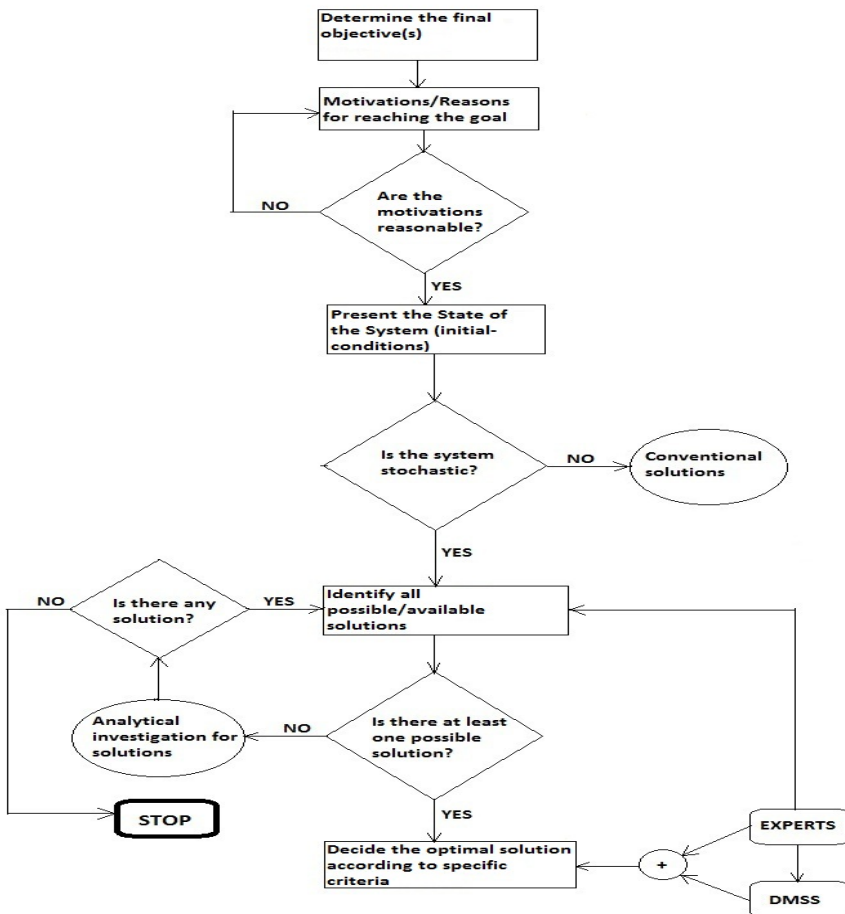 Determine the final
objective(s)
Motivations/Reasons
for reaching the goal
Are the
motivations
reasonable?
NO
YES
Present the State of
the System (initial-
conditions)
Is the system
stochastic?
NO
Conventional
solutions
YES
NO
Is there any
solution?
YES
Identify all
possible/available
solutions
Analytical
investigation for
solutions
NO
Is there at least
one possible
solution?
STOP
YES
EXPERTS
Decide the optimal solution
according to specific
criteria
+
DMSS